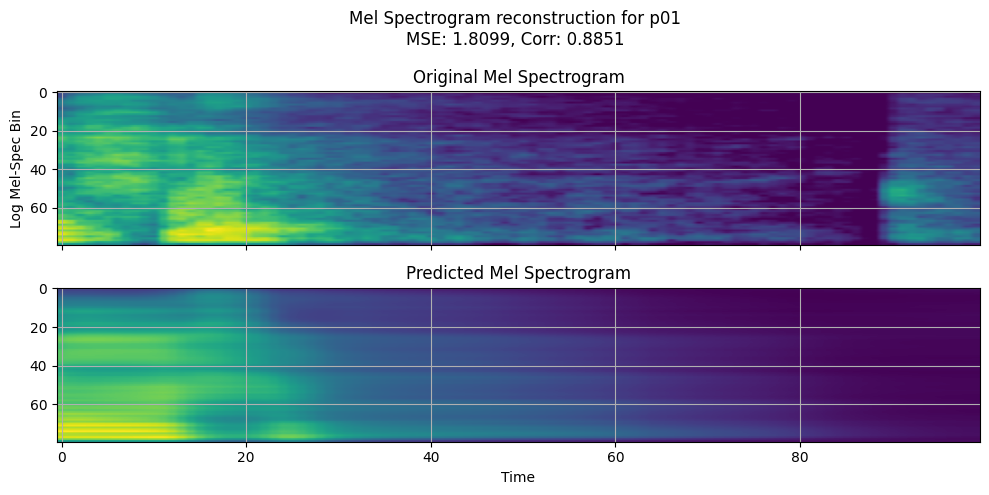 Mel Spectrogram reconstruction for p01
MSE: 1.8099, Corr: 0.8851
Original Mel Spectrogram
Log Mel-Spec Bin
0
20
40
60
Predicted Mel Spectrogram
0
20
40
60
0 20 40 60 80
Time